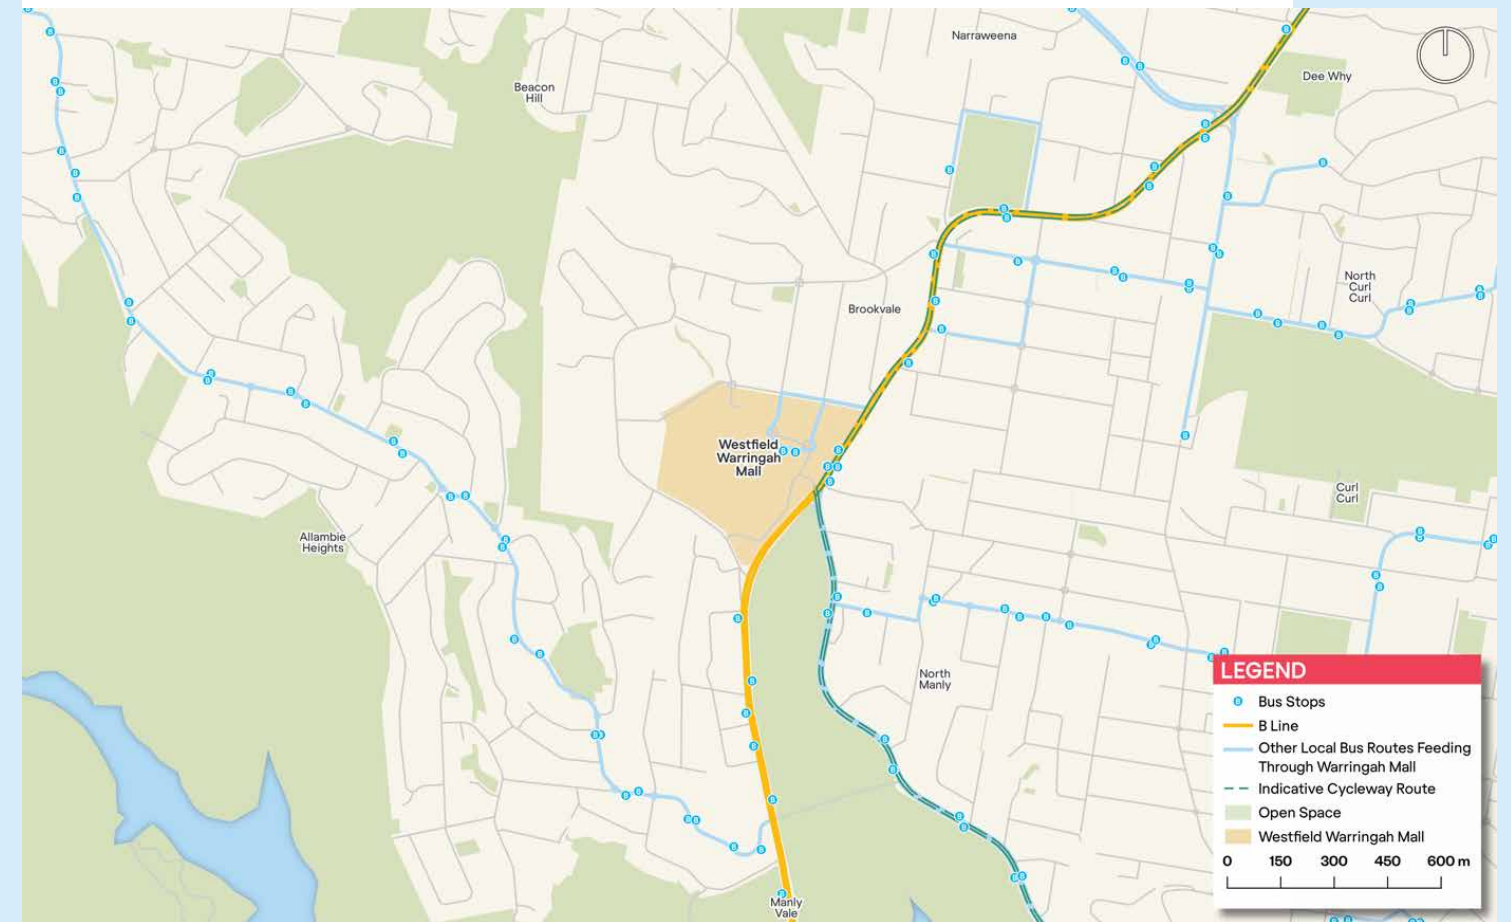 Narraweena
Dee Why
Beacon
Hill
North
Curl
Curl
Brookvale
Westfield
Warringah
Mall
Curl
Curl
Allambie
Heights
North
Manly
Manly
Vale
LEGEND
B Bus Stops
B Line
Other Local Bus Routes Feeding
Through Warringah Mall
Indicative Cycleway Route
Open Space
Westfield Warringah Mall
0 150 300 450 600 m